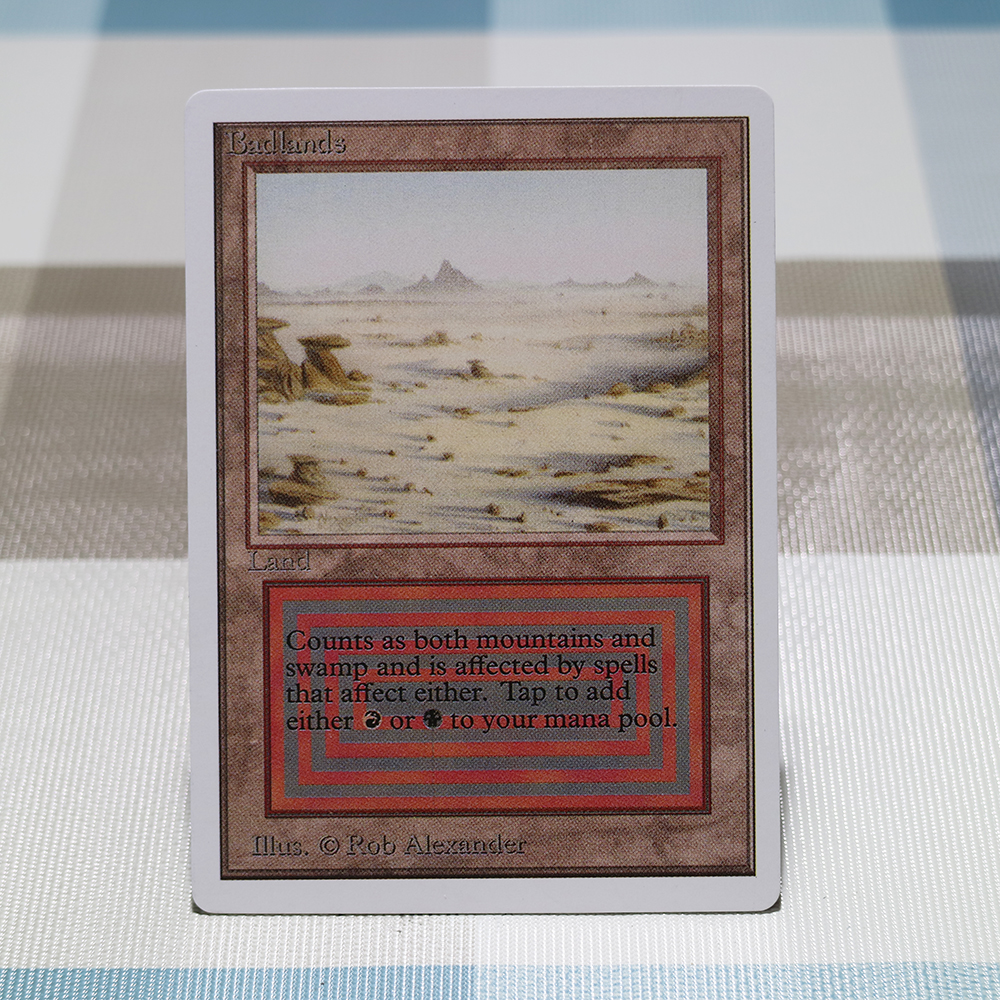 Badlands
Land
Counts as both mountains and
swamp and is affected by spells
that affect either. Tap to add
either or to your mana pool.
Illus. © Rob Alexander